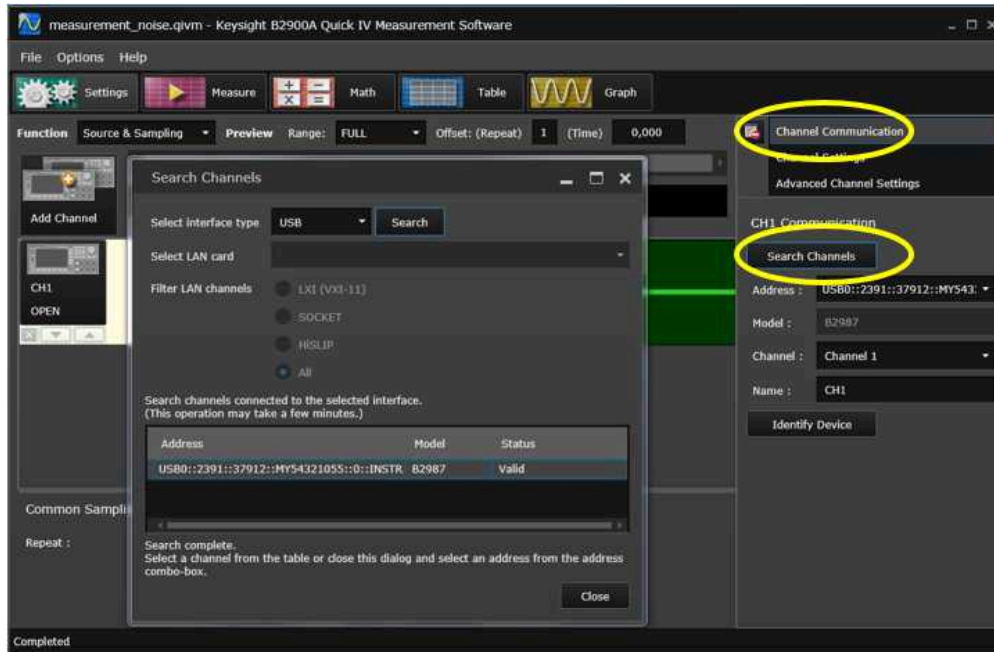 measurement_noise.qivm - Keysight B2900A Quick IV Measurement Software
File Options Help
Settings Measure Math Table Graph
Function Source & Sampling Preview Range: FULL Offset: (Repeat) 1 (Time) 0,000
Channel Communication
Channel Settings
Advanced Channel Settings
Add Channel
CH1
OPEN
Search Channels
Select interface type USB Search
Select LAN card
Filter LAN channels LXI (VXI-11)
SOCKET
HiSLIP
All
Search channels connected to the selected interface.
(This operation may take a few minutes.)
Address Model Status
USB0::2391::37912::MY54321055::0::INSTR B2987 Valid
Search complete.
Select a channel from the table or close this dialog and select an address from the address
combo-box.
Close
CH1 Communication
Search Channels
Address : USB0::2391::37912::MY543
Model : B2987
Channel : Channel 1
Name : CH1
Identify Device
Common Sampli
Repeat :
Completed